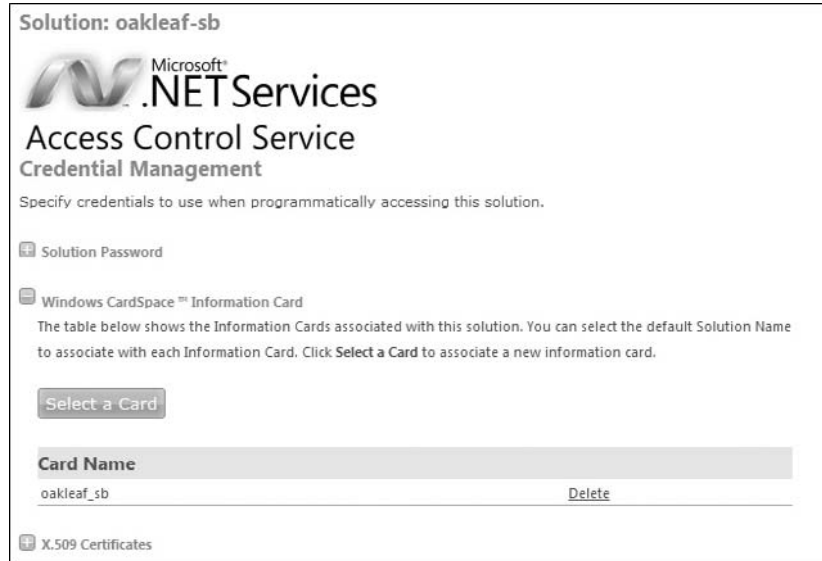 Solution: oakleaf-sb
Microsoft®
.NET Services
Access Control Service
Credential Management
Specify credentials to use when programmatically accessing this solution.
Solution Password
Windows CardSpace ™ Information Card
The table below shows the Information Cards associated with this solution. You can select the default Solution Name
to associate with each Information Card. Click Select a Card to associate a new information card.
Select a Card
Card Name
oakleaf_sb Delete
X.509 Certificates